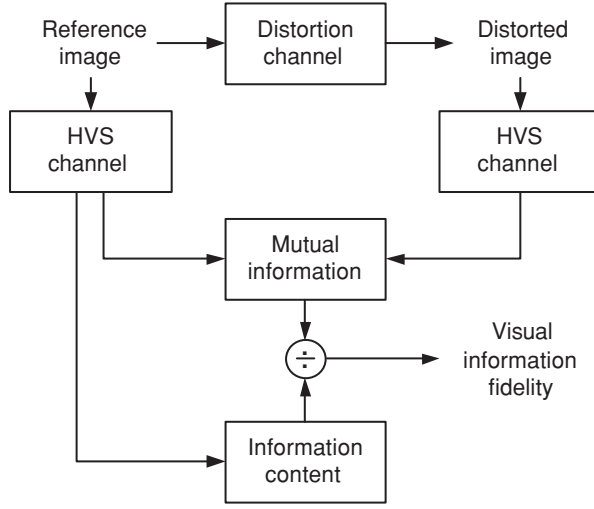 Reference
image
Distortion
channel
Distorted
image
HVS
channel
HVS
channel
Mutual
information
÷
Visual
information
fidelity
Information
content